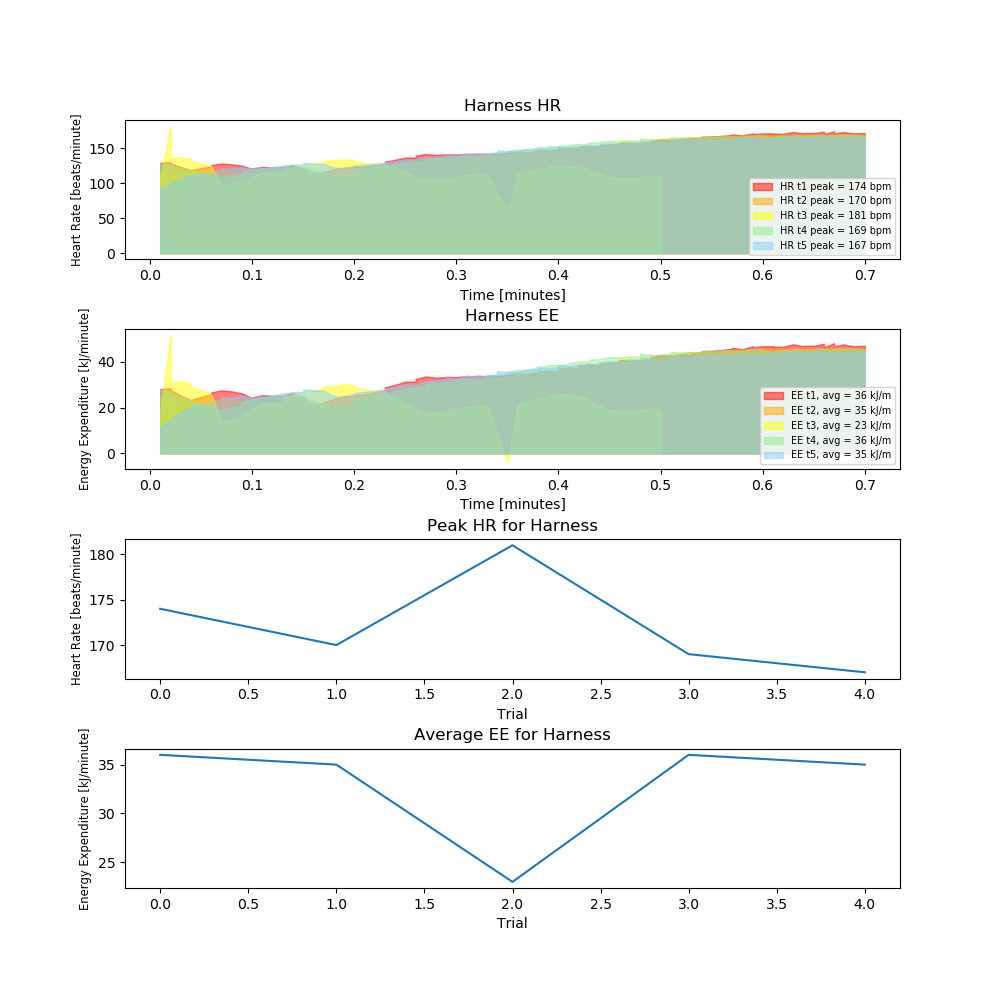 Harness HR
Heart Rate [beats/minute]
150
100
50
0
HR t1 peak = 174 bpm
HR t2 peak = 170 bpm
HR t3 peak = 181 bpm
HR t4 peak = 169 bpm
HR t5 peak = 167 bpm
0.0 0.1 0.2 0.3 0.4 0.5 0.6 0.7
Time [minutes]
Harness EE
Energy Expenditure [kJ/minute]
40
20
0
EE t1, avg = 36 kJ/m
EE t2, avg = 35 kJ/m
EE t3, avg = 23 kJ/m
EE t4, avg = 36 kJ/m
EE t5, avg = 35 kJ/m
0.0 0.1 0.2 0.3 0.4 0.5 0.6 0.7
Time [minutes]
Peak HR for Harness
Heart Rate [beats/minute]
180
175
170
0.0 0.5 1.0 1.5 2.0 2.5 3.0 3.5 4.0
Trial
Average EE for Harness
Energy Expenditure [kJ/minute]
35
30
25
0.0 0.5 1.0 1.5 2.0 2.5 3.0 3.5 4.0
Trial